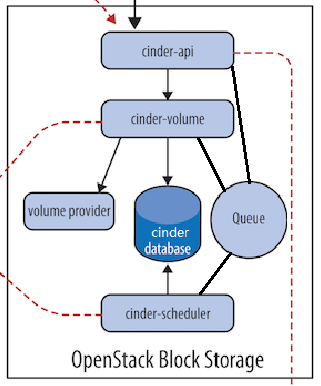 cinder-api
cinder-volume
volume provider
cinder
database
Queue
cinder-scheduler
OpenStack Block Storage